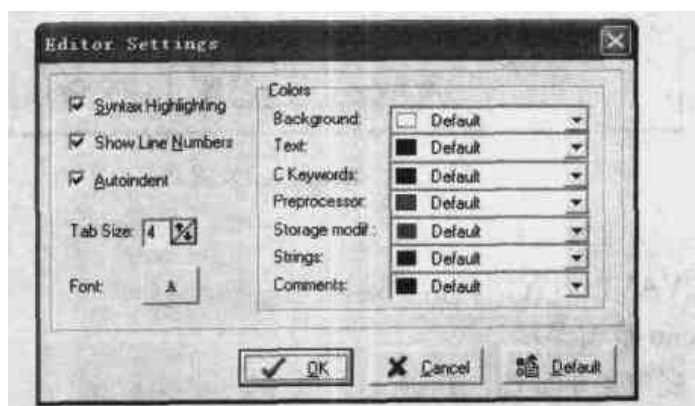 Editor Settings
Syntax Highlighting
Show Line Numbers
Autoindent
Tab Size: 4
Font: A
Colors
Background: Default
Text: Default
C Keywords: Default
Preprocessor: Default
Storage modif.: Default
Strings: Default
Comments: Default
OK
Cancel
Default